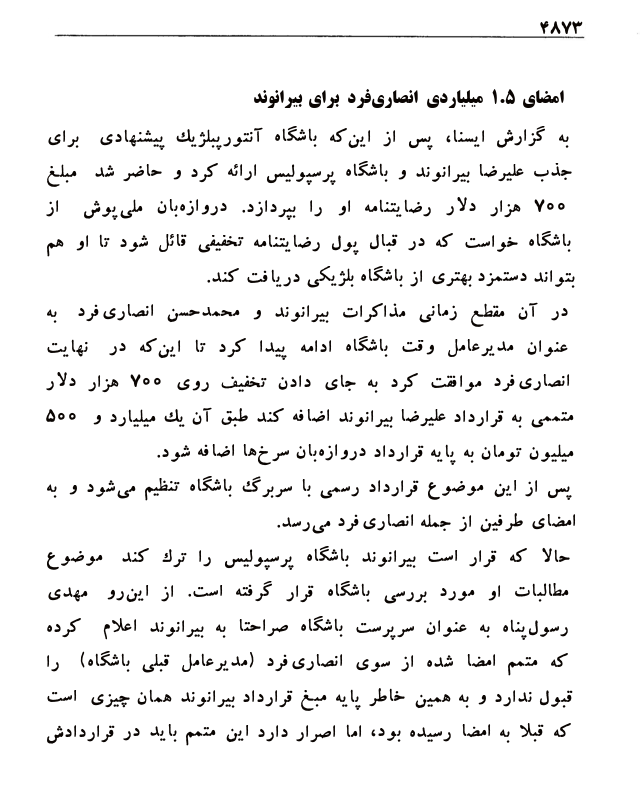 ۴۸۷۳
امضای ۱.۵ میلیاردی انصاری‌فرد برای بیرانوند
به گزارش ایسنا، پس از این‌که باشگاه آنتورپبلژیک پیشنهادی برای
جذب علیرضا بیرانوند و باشگاه پرسپولیس ارائه کرد و حاضر شد مبلغ
۷۰۰ هزار دلار رضایتنامه او را بپردازد. دروازه‌بان ملی‌پوش از
باشگاه خواست که در قبال پول رضایتنامه تخفیفی قائل شود تا او هم
بتواند دستمزد بهتری از باشگاه بلژیکی دریافت کند.
در آن مقطع زمانی مذاکرات بیرانوند و محمدحسن انصاری‌فرد به
عنوان مدیرعامل وقت باشگاه ادامه پیدا کرد تا این‌که در نهایت
انصاری‌فرد موافقت کرد به جای دادن تخفیف روی ۷۰۰ هزار دلار
متممی به قرارداد علیرضا بیرانوند اضافه کند طبق آن یک میلیارد و ۵۰۰
میلیون تومان به پایه قرارداد دروازه‌بان سرخ‌ها اضافه شود.
پس از این موضوع قرارداد رسمی با سربرگ باشگاه تنظیم می‌شود و به
امضای طرفین از جمله انصاری‌فرد می‌رسد.
حالا که قرار است بیرانوند باشگاه پرسپولیس را ترک کند موضوع
مطالبات او مورد بررسی باشگاه قرار گرفته است. از این‌رو مهدی
رسول‌پناه به عنوان سرپرست باشگاه صراحتا به بیرانوند اعلام کرده
که متمم امضا شده از سوی انصاری‌فرد (مدیرعامل قبلی باشگاه) را
قبول ندارد و به همین خاطر پایه مبغ قرارداد بیرانوند همان چیزی است
که قبلا به امضا رسیده بود، اما اصرار دارد این متمم باید در قراردادش